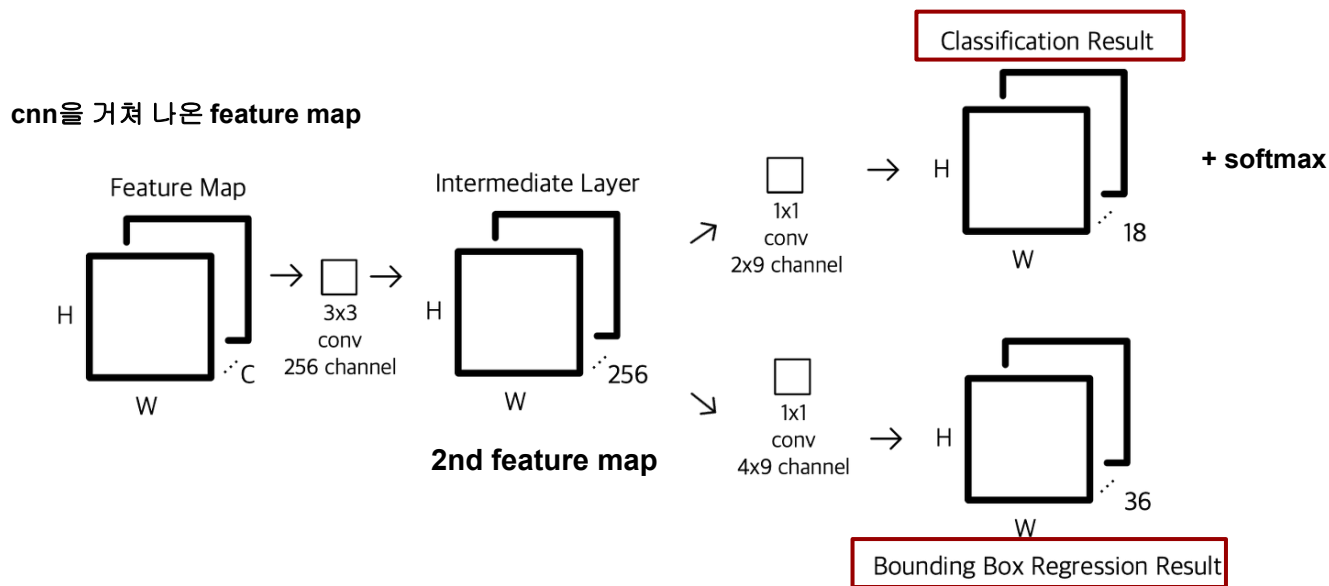 cnn을 거쳐 나온 feature map
Feature Map
H
W
C
3x3
conv
256 channel
Intermediate Layer
H
W
256
2nd feature map
1x1
conv
2x9 channel
Classification Result
H
W
18
+ softmax
1x1
conv
4x9 channel
H
W
36
Bounding Box Regression Result